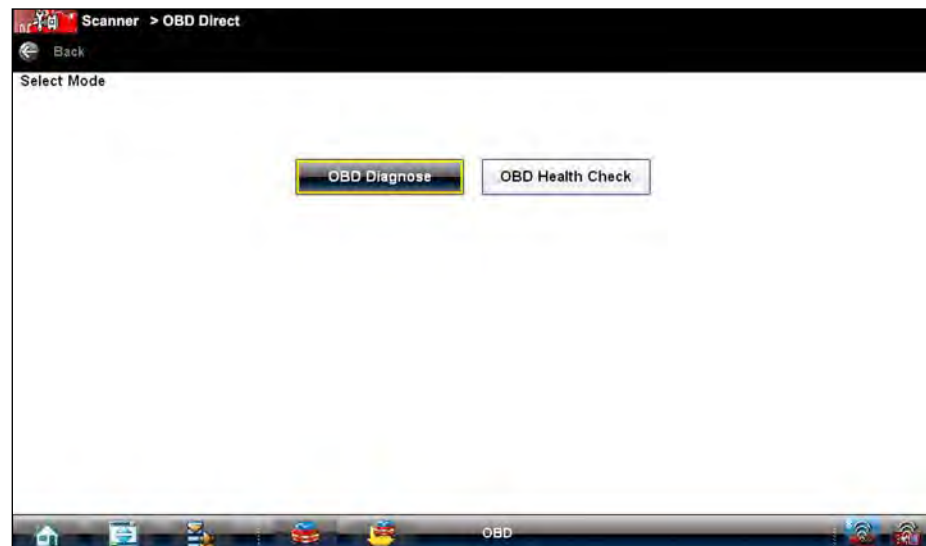 Scanner > OBD Direct
Back
Select Mode
OBD Diagnose OBD Health Check
OBD